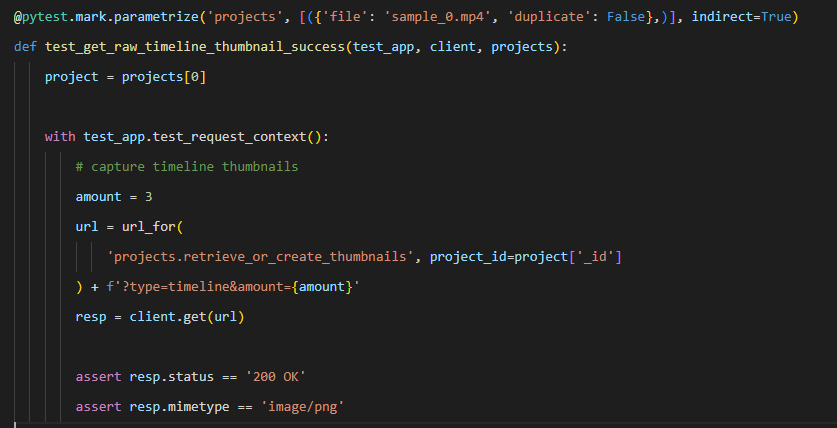 @pytest.mark.parametrize('projects', [({'file': 'sample_0.mp4', 'duplicate': False},)], indirect=True)
def test_get_raw_timeline_thumbnail_success(test_app, client, projects):
    project = projects[0]

    with test_app.test_request_context():
        # capture timeline thumbnails
        amount = 3
        url = url_for(
            'projects.retrieve_or_create_thumbnails', project_id=project['_id']
        ) + f'?type=timeline&amount={amount}'
        resp = client.get(url)

        assert resp.status == '200 OK'
        assert resp.mimetype == 'image/png'